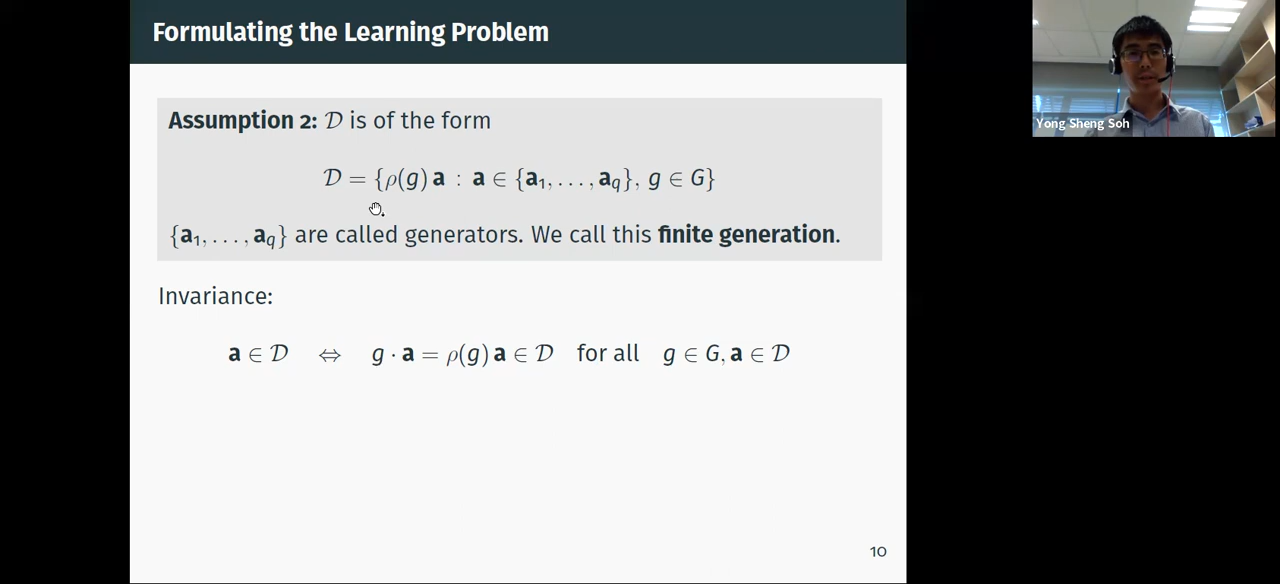 Formulating the Learning Problem
Yong Sheng Soh
Assumption 2: 𝒟 is of the form
𝒟 = {ρ(g) a : a ∈ {a₁, . . . , a_q}, g ∈ G}
{a₁, . . . , a_q} are called generators. We call this finite generation.
Invariance:
a ∈ 𝒟 ⇔ g · a = ρ(g) a ∈ 𝒟 for all g ∈ G, a ∈ 𝒟
10